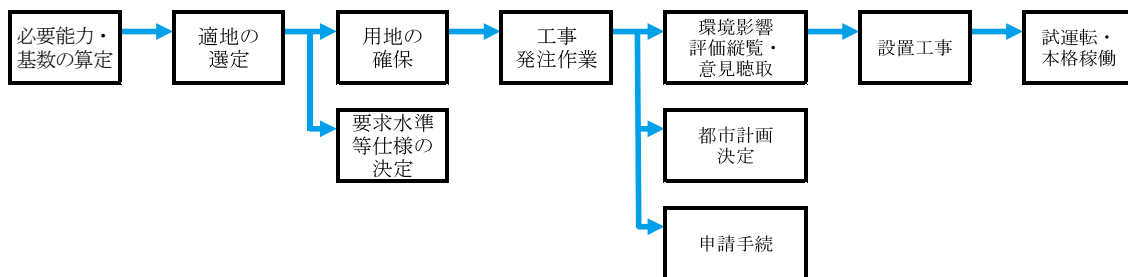 必要能力・
基数の算定
適地の
選定
用地の
確保
工事
発注作業
環境影響
評価縦覧・
意見聴取
設置工事
試運転・
本格稼働
要求水準
等仕様の
決定
都市計画
決定
申請手続